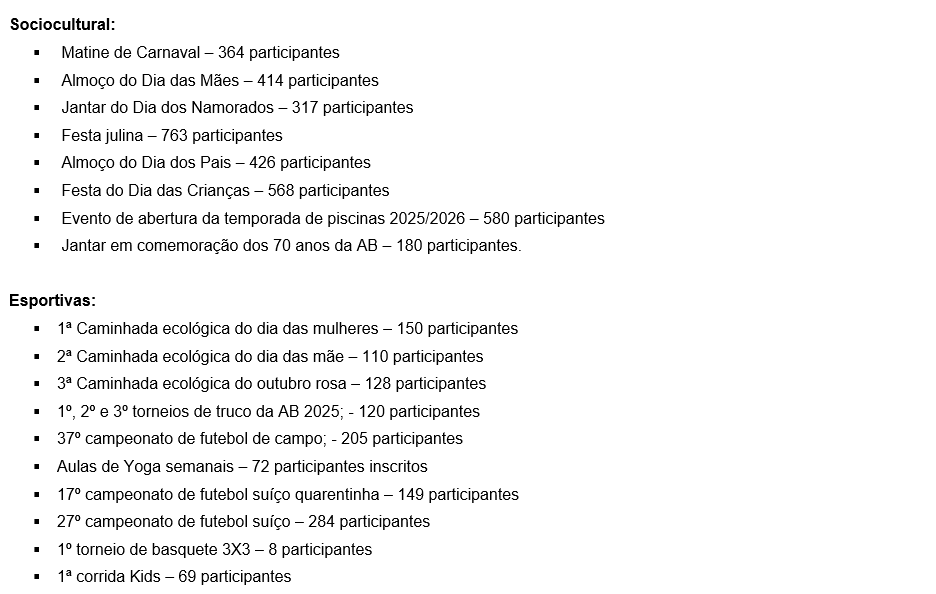 Sociocultural:
▪ Matine de Carnaval – 364 participantes
▪ Almoço do Dia das Mães – 414 participantes
▪ Jantar do Dia dos Namorados – 317 participantes
▪ Festa julina – 763 participantes
▪ Almoço do Dia dos Pais – 426 participantes
▪ Festa do Dia das Crianças – 568 participantes
▪ Evento de abertura da temporada de piscinas 2025/2026 – 580 participantes
▪ Jantar em comemoração dos 70 anos da AB – 180 participantes.
Esportivas:
▪ 1ª Caminhada ecológica do dia das mulheres – 150 participantes
▪ 2ª Caminhada ecológica do dia das mãe – 110 participantes
▪ 3ª Caminhada ecológica do outubro rosa – 128 participantes
▪ 1º, 2º e 3º torneios de truco da AB 2025; - 120 participantes
▪ 37º campeonato de futebol de campo; - 205 participantes
▪ Aulas de Yoga semanais – 72 participantes inscritos
▪ 17º campeonato de futebol suíço quarentinha – 149 participantes
▪ 27º campeonato de futebol suíço – 284 participantes
▪ 1º torneio de basquete 3X3 – 8 participantes
▪ 1ª corrida Kids – 69 participantes